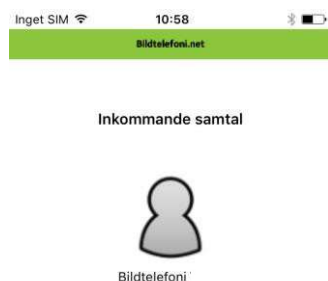 Inget SIM 10:58
Bildtelefoni.net
Inkommande samtal
Bildtelefoni